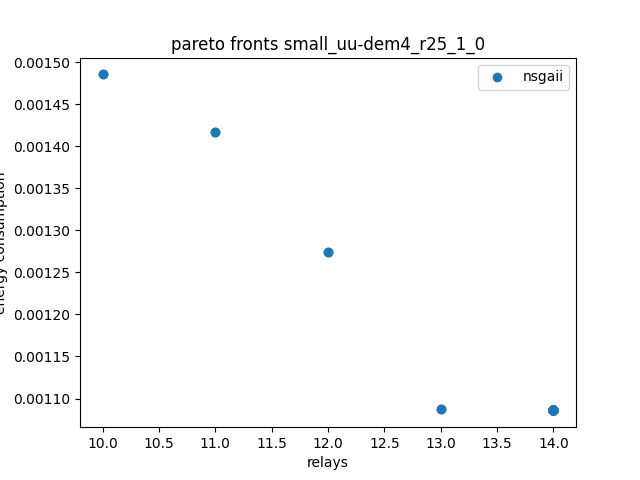 pareto fronts small_uu-dem4_r25_1_0
nsgaii
0.00150
0.00145
0.00140
0.00135
0.00130
0.00125
0.00120
0.00115
0.00110
energy consumption
10.0 10.5 11.0 11.5 12.0 12.5 13.0 13.5 14.0
relays